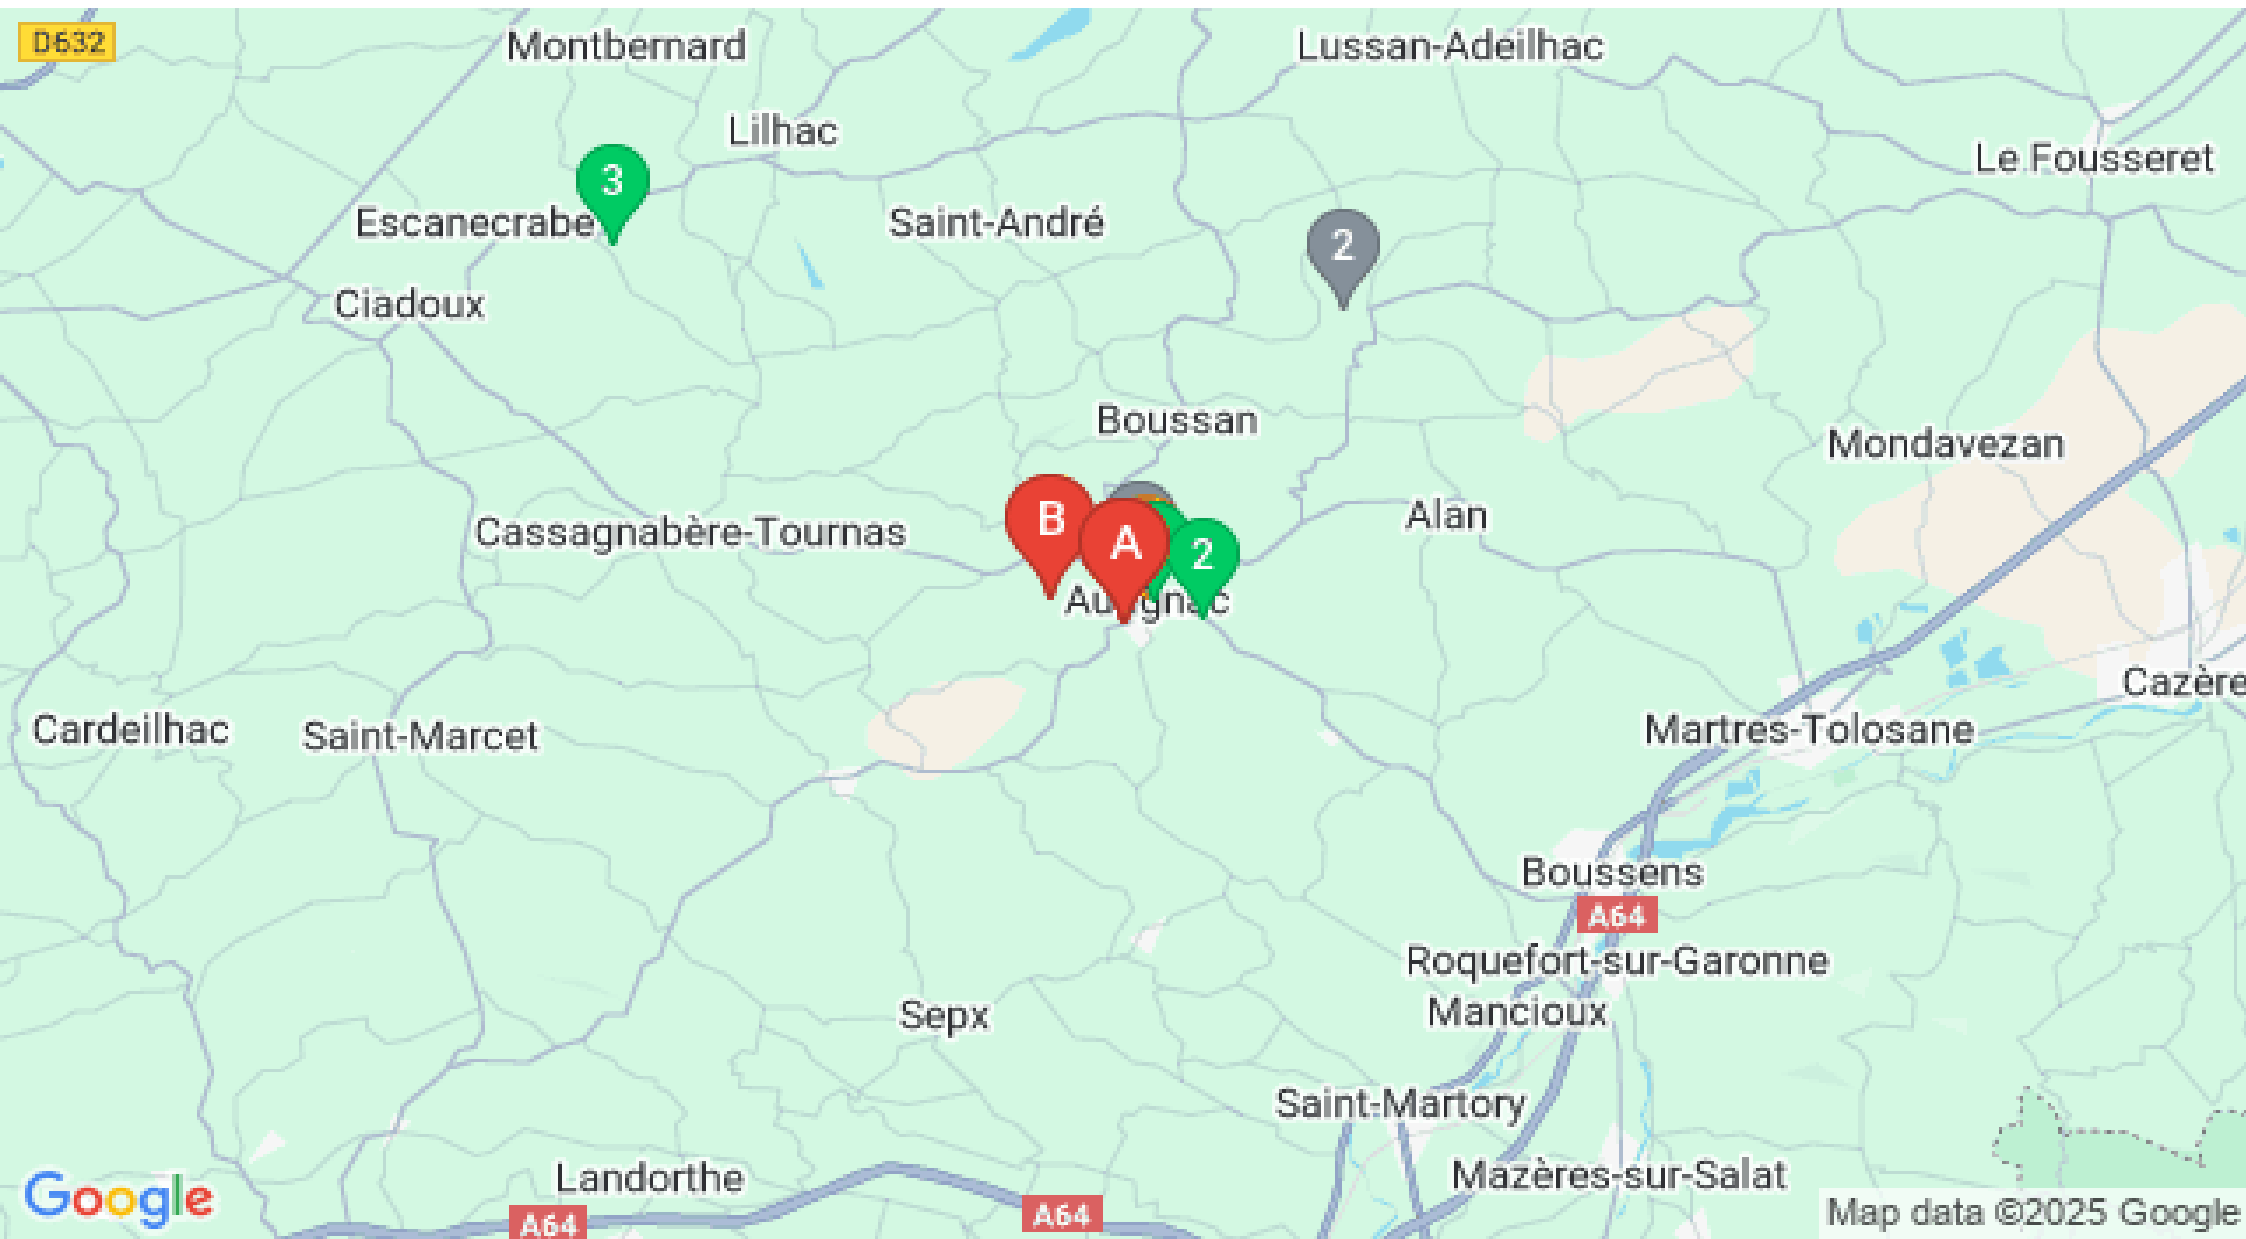 D632
Montbernard
Lussan-Adeilhac
Lilhac
Le Fousseret
3
Escanecrabe
Saint-André
2
Ciadoux
Boussan
Mondavezan
Cassagnabère-Tournas
B
A
2
Alan
Cazère
Cardeilhac
Saint-Marcet
Martres-Tolosane
Boussens
A64
Roquefort-sur-Garonne
Mancioux
Sepx
Saint-Martory
Mazères-sur-Salat
Landorthe
A64
A64
Google
Map data ©2025 Google